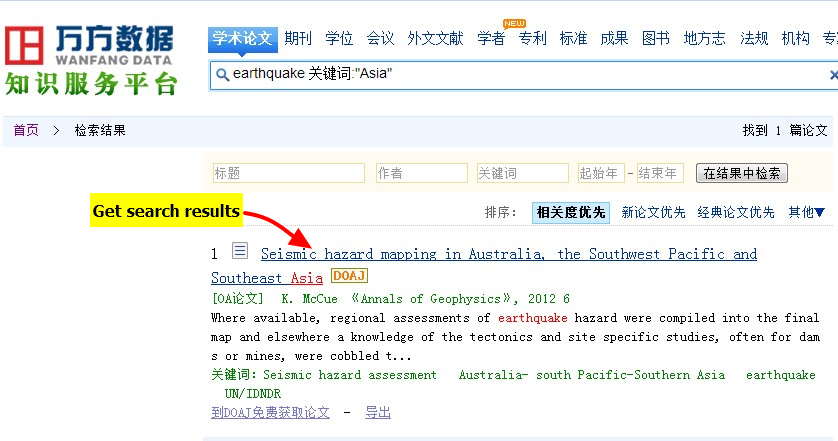 万方数据
WANFANG DATA
知识服务平台
学术论文 期刊 学位 会议 外文文献 学者 NEW 专利 标准 成果 图书 地方志 法规 机构
earthquake 关键词:"Asia"
首页 > 检索结果 找到 1 篇论文
标题 作者 关键词 起始年 - 结束年 在结果中检索
Get search results
排序: 相关度优先 新论文优先 经典论文优先 其他▼
1 Seismic hazard mapping in Australia, the Southwest Pacific and
Southeast Asia DOAJ
[OA论文] K. McCue 《Annals of Geophysics》, 2012 6
Where available, regional assessments of earthquake hazard were compiled into the final
map and elsewhere a knowledge of the tectonics and site specific studies, often for dam
s or mines, were cobbled t...
关键词: Seismic hazard assessment Australia- south Pacific-Southern Asia earthquake
UN/IDNDR
到DOAJ免费获取论文 - 导出